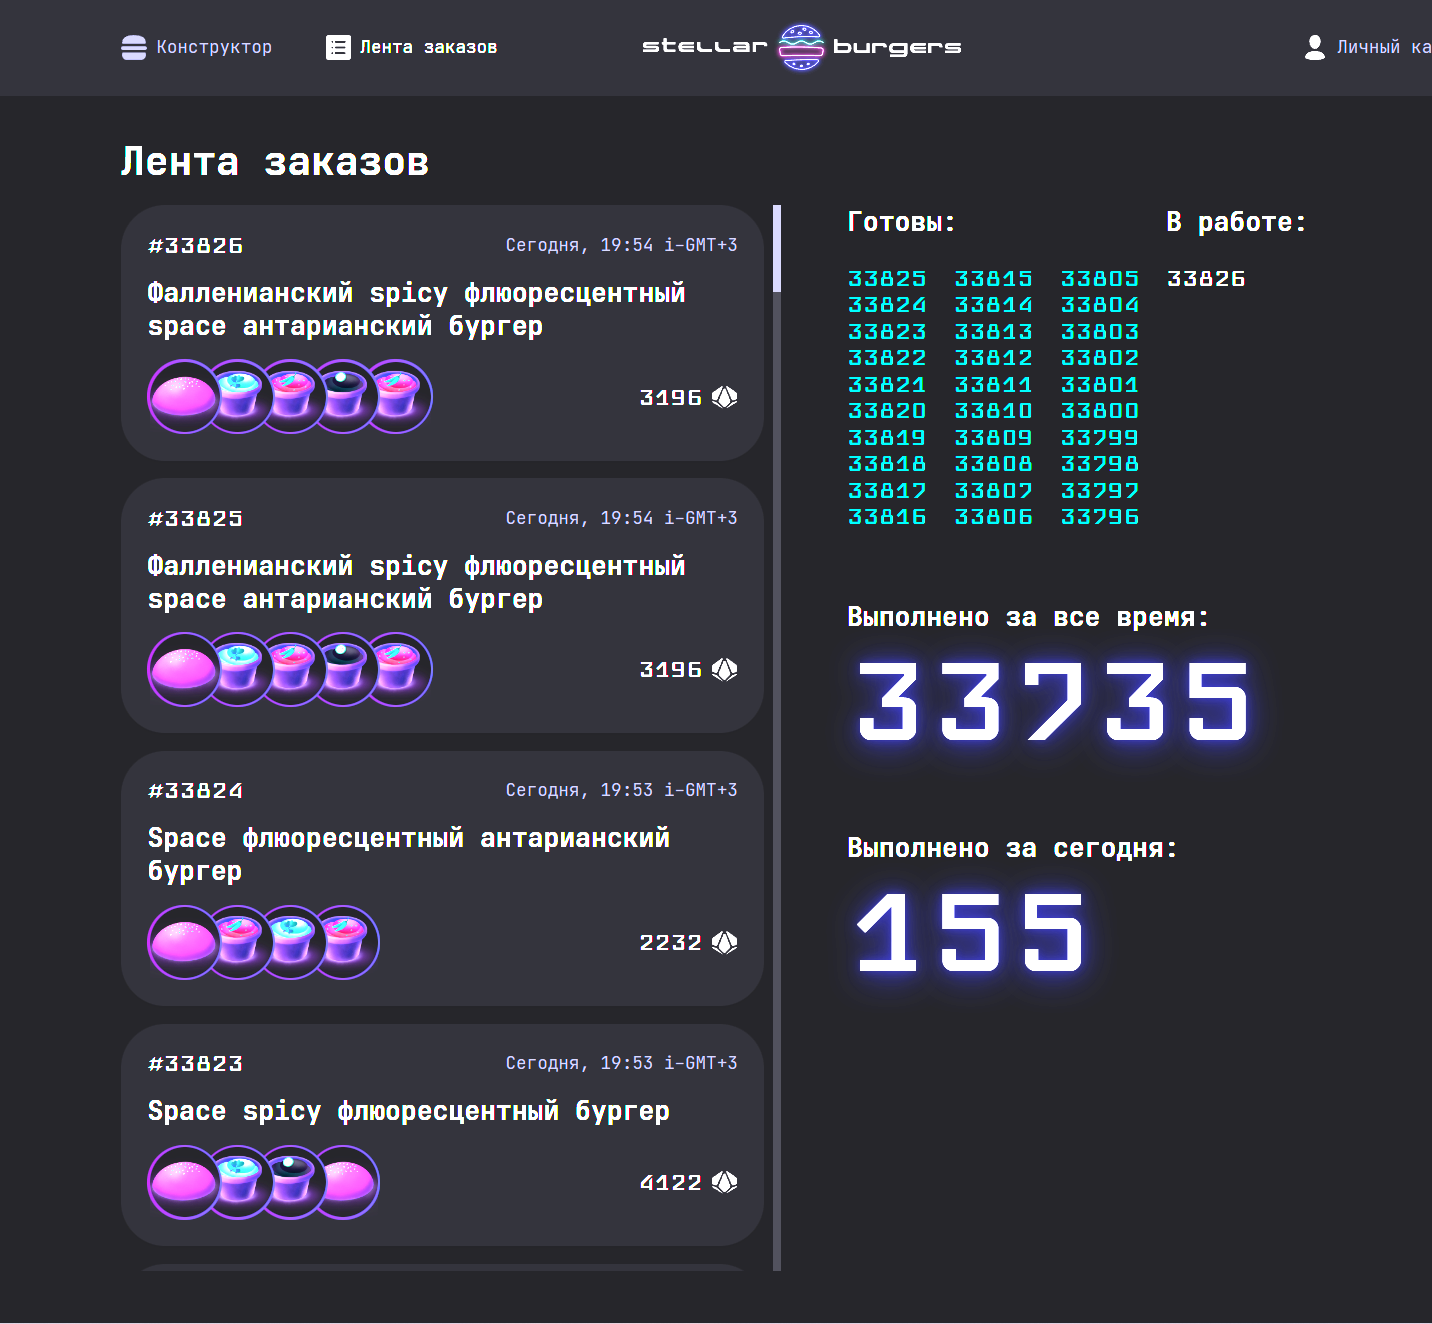 Конструктор
Лента заказов
stellar burgers
Личный ка
Лента заказов
#33826
Сегодня, 19:54 i-GMT+3
Фалленианский spicy флюоресцентный
space антарианский бургер
3196
#33825
Сегодня, 19:54 i-GMT+3
Фалленианский spicy флюоресцентный
space антарианский бургер
3196
#33824
Сегодня, 19:53 i-GMT+3
Space флюоресцентный антарианский
бургер
2232
#33823
Сегодня, 19:53 i-GMT+3
Space spicy флюоресцентный бургер
4122
Готовы:
33825 33815 33805
33824 33814 33804
33823 33813 33803
33822 33812 33802
33821 33811 33801
33820 33810 33800
33819 33809 33799
33818 33808 33798
33817 33807 33797
33816 33806 33796
В работе:
33826
Выполнено за все время:
33735
Выполнено за сегодня:
155